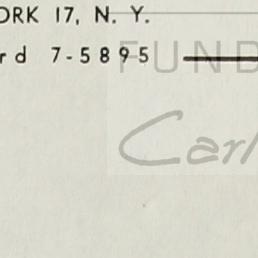 ORK 17, N. Y.
rd 7-5895
FUND
Carl